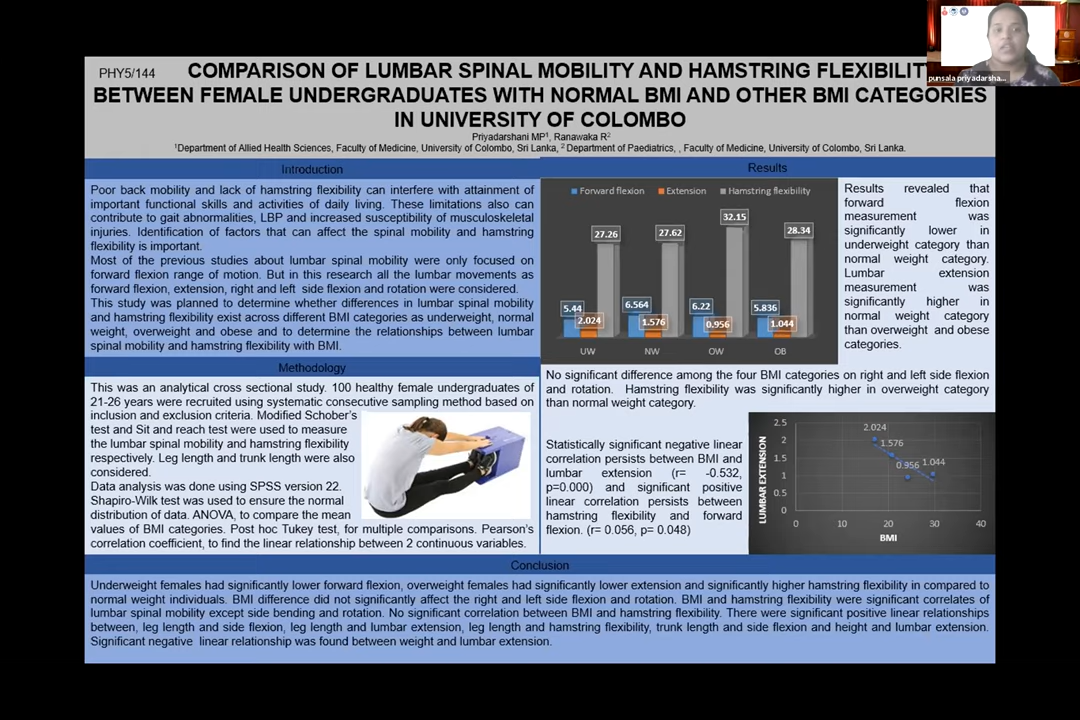 PHY5/144
COMPARISON OF LUMBAR SPINAL MOBILITY AND HAMSTRING FLEXIBILIT
BETWEEN FEMALE UNDERGRADUATES WITH NORMAL BMI AND OTHER BMI CATEGORIES
IN UNIVERSITY OF COLOMBO
Priyadarshani MP1, Ranawaka R2
1Department of Allied Health Sciences, Faculty of Medicine, University of Colombo, Sri Lanka, 2 Department of Paediatrics, , Faculty of Medicine, University of Colombo, Sri Lanka.
punsala priyadarsha...
Introduction
Poor back mobility and lack of hamstring flexibility can interfere with attainment of
important functional skills and activities of daily living. These limitations also can
contribute to gait abnormalities, LBP and increased susceptibility of musculoskeletal
injuries. Identification of factors that can affect the spinal mobility and hamstring
flexibility is important.
Most of the previous studies about lumbar spinal mobility were only focused on
forward flexion range of motion. But in this research all the lumbar movements as
forward flexion, extension, right and left side flexion and rotation were considered.
This study was planned to determine whether differences in lumbar spinal mobility
and hamstring flexibility exist across different BMI categories as underweight, normal
weight, overweight and obese and to determine the relationships between lumbar
spinal mobility and hamstring flexibility with BMI.
Methodology
This was an analytical cross sectional study. 100 healthy female undergraduates of
21-26 years were recruited using systematic consecutive sampling method based on
inclusion and exclusion criteria. Modified Schober's
test and Sit and reach test were used to measure
the lumbar spinal mobility and hamstring flexibility
respectively. Leg length and trunk length were also
considered.
Data analysis was done using SPSS version 22.
Shapiro-Wilk test was used to ensure the normal
distribution of data. ANOVA, to compare the mean
values of BMI categories. Post hoc Tukey test, for multiple comparisons. Pearson's
correlation coefficient, to find the linear relationship between 2 continuous variables.
Results
Forward flexion Extension Hamstring flexibility
27.26 27.62 32.15 28.34
5.44 6.564 6.22 5.836
2.024 1.576 0.956 1.044
UW NW OW OB
Results revealed that
forward flexion
measurement was
significantly lower in
underweight category than
normal weight category.
Lumbar extension
measurement was
significantly higher in
normal weight category
than overweight and obese
categories.
No significant difference among the four BMI categories on right and left side flexion
and rotation. Hamstring flexibility was significantly higher in overweight category
than normal weight category.
Statistically significant negative linear
correlation persists between BMI and
lumbar extension (r= -0.532,
p=0.000) and significant positive
linear correlation persists between
hamstring flexibility and forward
flexion. (r= 0.056, p= 0.048)
LUMBAR EXTENSION
2.5
2
1.5
1
0.5
0
2.024
1.576
0.956 1.044
0 10 20 30 40
BMI
Conclusion
Underweight females had significantly lower forward flexion, overweight females had significantly lower extension and significantly higher hamstring flexibility in compared to
normal weight individuals. BMI difference did not significantly affect the right and left side flexion and rotation. BMI and hamstring flexibility were significant correlates of
lumbar spinal mobility except side bending and rotation. No significant correlation between BMI and hamstring flexibility. There were significant positive linear relationships
between, leg length and side flexion, leg length and lumbar extension, leg length and hamstring flexibility, trunk length and side flexion and height and lumbar extension.
Significant negative linear relationship was found between weight and lumbar extension.